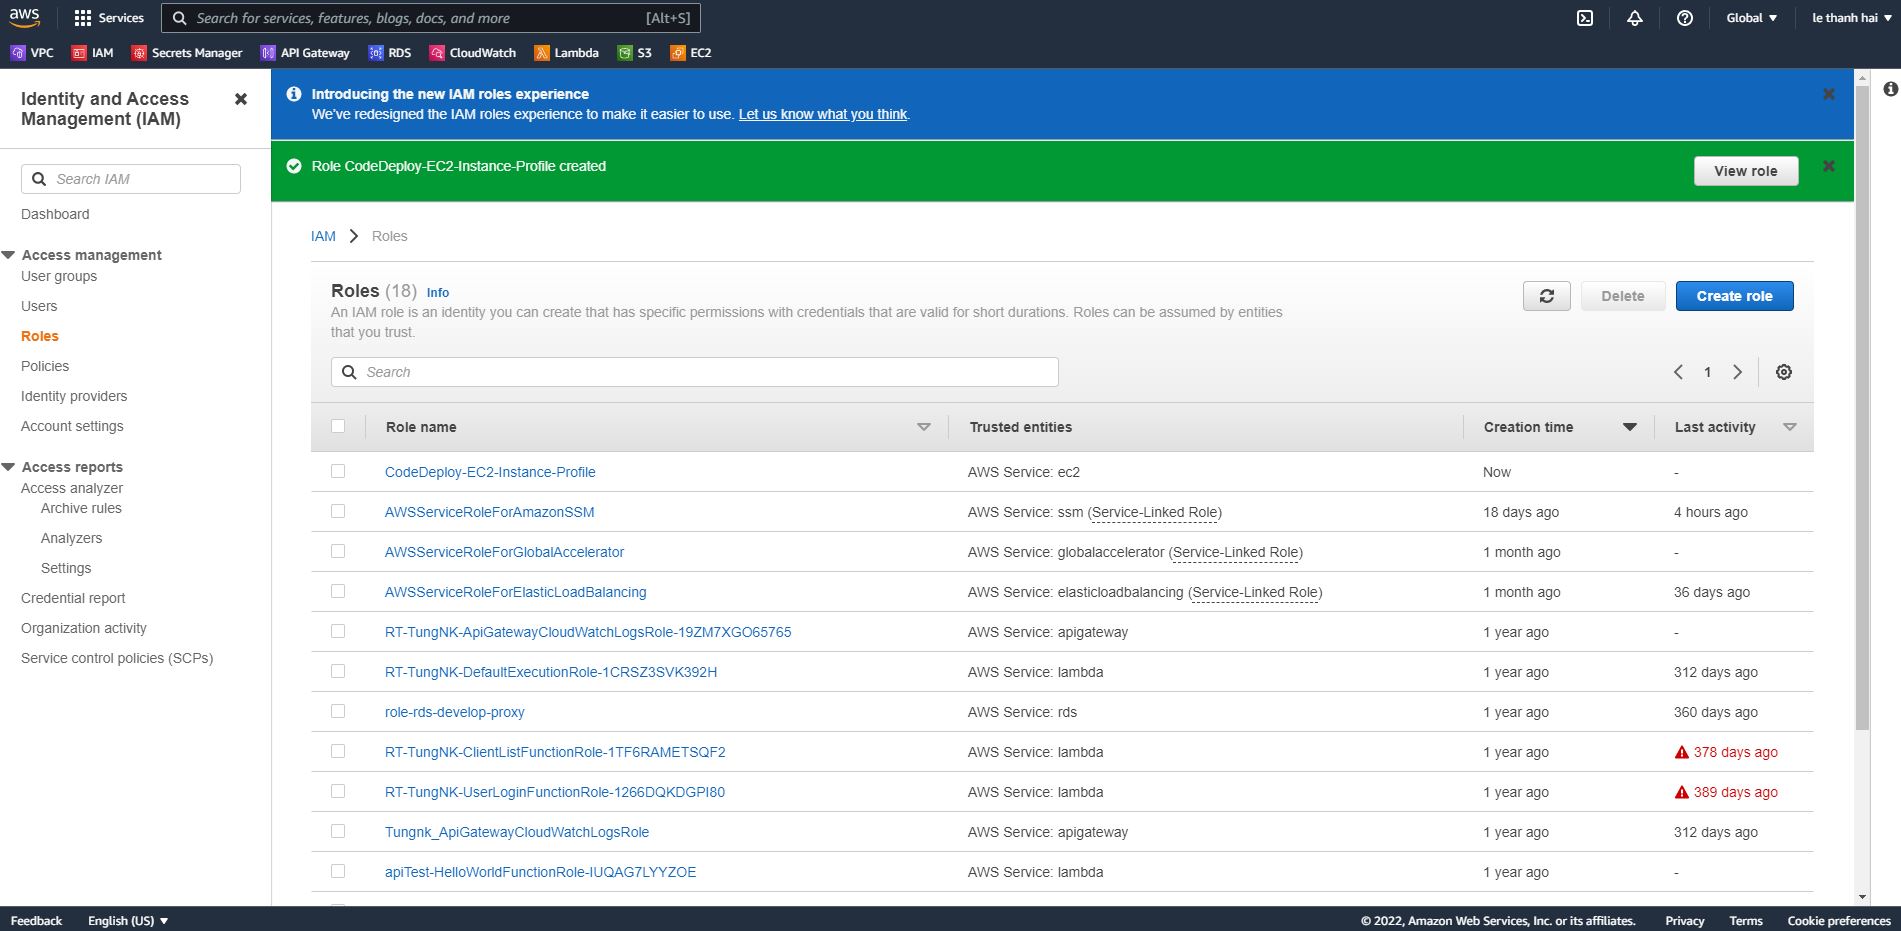 aws
Services
Search for services, features, blogs, docs, and more
[Alt+S]
Global
le thanh hai
VPC
IAM
Secrets Manager
API Gateway
RDS
CloudWatch
Lambda
S3
EC2
Identity and Access
Management (IAM)
Search IAM
Dashboard
Access management
User groups
Users
Roles
Policies
Identity providers
Account settings
Access reports
Access analyzer
Archive rules
Analyzers
Settings
Credential report
Organization activity
Service control policies (SCPs)
Introducing the new IAM roles experience
We've redesigned the IAM roles experience to make it easier to use. Let us know what you think.
Role CodeDeploy-EC2-Instance-Profile created
View role
IAM
Roles
Roles (18) Info
An IAM role is an identity you can create that has specific permissions with credentials that are valid for short durations. Roles can be assumed by entities
that you trust.
Delete
Create role
Search
1
Role name Trusted entities Creation time Last activity
CodeDeploy-EC2-Instance-Profile AWS Service: ec2 Now -
AWSServiceRoleForAmazonSSM AWS Service: ssm (Service-Linked Role) 18 days ago 4 hours ago
AWSServiceRoleForGlobalAccelerator AWS Service: globalaccelerator (Service-Linked Role) 1 month ago -
AWSServiceRoleForElasticLoadBalancing AWS Service: elasticloadbalancing (Service-Linked Role) 1 month ago 36 days ago
RT-TungNK-ApiGatewayCloudWatchLogsRole-19ZM7XGO65765 AWS Service: apigateway 1 year ago -
RT-TungNK-DefaultExecutionRole-1CRSZ3SVK392H AWS Service: lambda 1 year ago 312 days ago
role-rds-develop-proxy AWS Service: rds 1 year ago 360 days ago
RT-TungNK-ClientListFunctionRole-1TF6RAMETSQF2 AWS Service: lambda 1 year ago 378 days ago
RT-TungNK-UserLoginFunctionRole-1266DQKDGPI80 AWS Service: lambda 1 year ago 389 days ago
Tungnk_ApiGatewayCloudWatchLogsRole AWS Service: apigateway 1 year ago 312 days ago
apiTest-HelloWorldFunctionRole-IUQAG7LYYZOE AWS Service: lambda 1 year ago -
Feedback
English (US)
© 2022, Amazon Web Services, Inc. or its affiliates.
Privacy
Terms
Cookie preferences